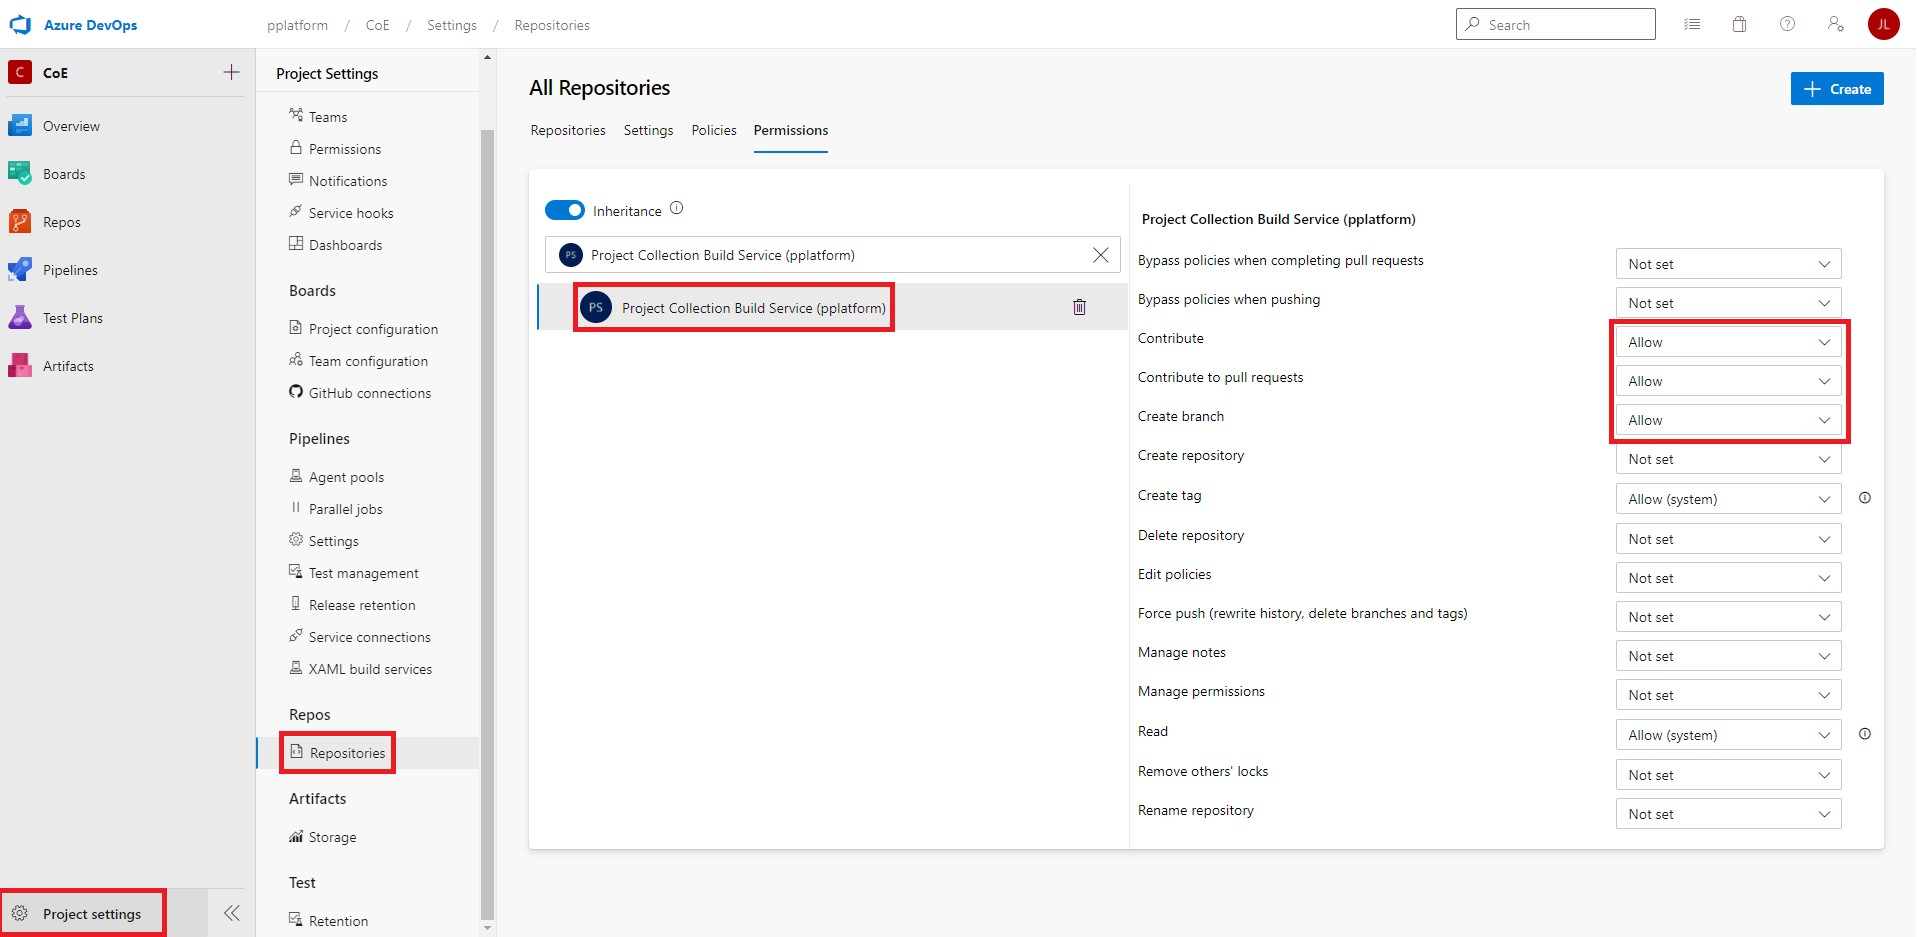 Azure DevOps
pplatform / CoE / Settings / Repositories
Search
JL
C CoE
Overview
Boards
Repos
Pipelines
Test Plans
Artifacts
Project settings
Project Settings
Teams
Permissions
Notifications
Service hooks
Dashboards
Boards
Project configuration
Team configuration
GitHub connections
Pipelines
Agent pools
Parallel jobs
Settings
Test management
Release retention
Service connections
XAML build services
Repos
Repositories
Artifacts
Storage
Test
Retention
All Repositories
Create
Repositories Settings Policies Permissions
Inheritance
PS Project Collection Build Service (pplatform)
PS Project Collection Build Service (pplatform)
Project Collection Build Service (pplatform)
Bypass policies when completing pull requests Not set
Bypass policies when pushing Not set
Contribute Allow
Contribute to pull requests Allow
Create branch Allow
Create repository Not set
Create tag Allow (system)
Delete repository Not set
Edit policies Not set
Force push (rewrite history, delete branches and tags) Not set
Manage notes Not set
Manage permissions Not set
Read Allow (system)
Remove others' locks Not set
Rename repository Not set